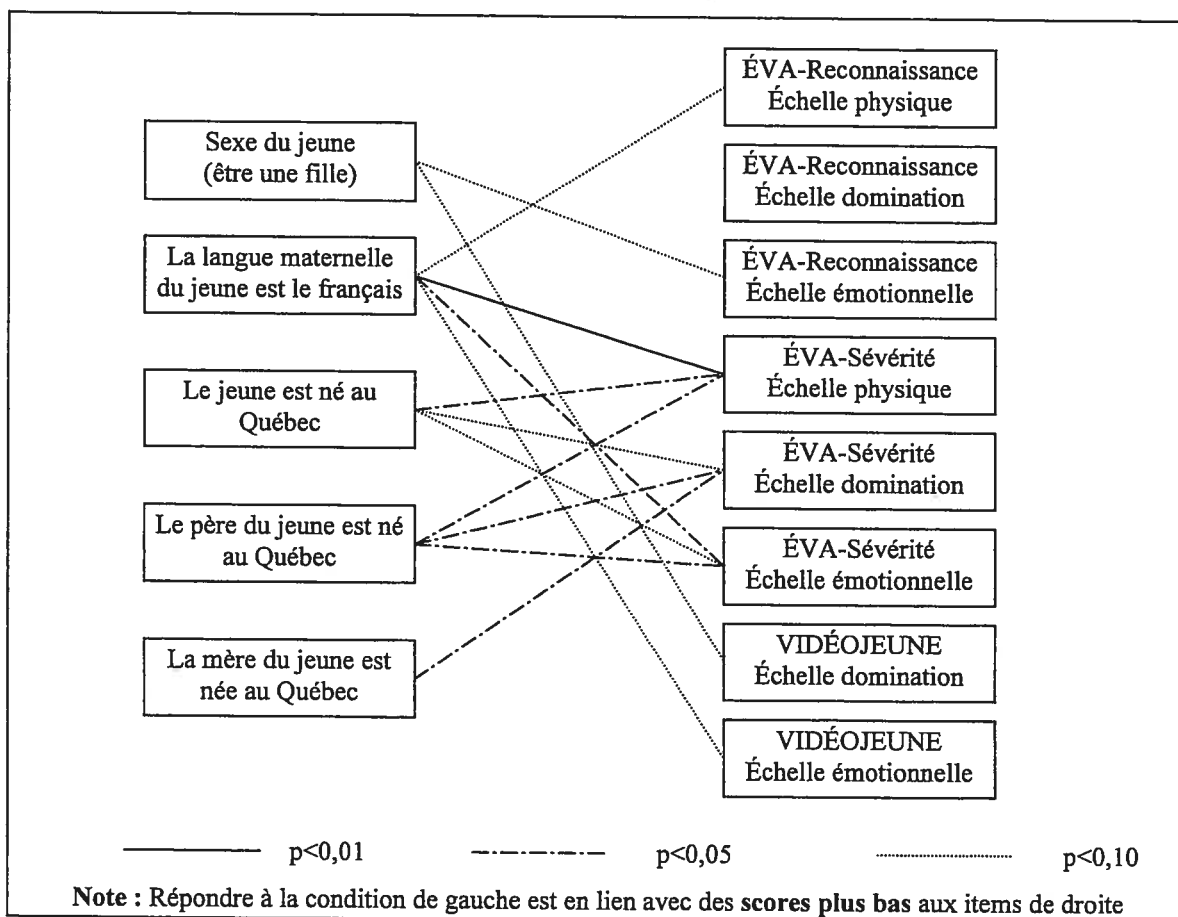 Sexe du jeune
(être une fille)
La langue maternelle
du jeune est le français
Le jeune est né au
Québec
Le père du jeune est né
au Québec
La mère du jeune est
née au Québec
ÉVA-Reconnaissance
Échelle physique
ÉVA-Reconnaissance
Échelle domination
ÉVA-Reconnaissance
Échelle émotionnelle
ÉVA-Sévérité
Échelle physique
ÉVA-Sévérité
Échelle domination
ÉVA-Sévérité
Échelle émotionnelle
VIDÉOJEUNE
Échelle domination
VIDÉOJEUNE
Échelle émotionnelle
p<0,01 p<0,05 p<0,10
Note : Répondre à la condition de gauche est en lien avec des scores plus bas aux items de droite